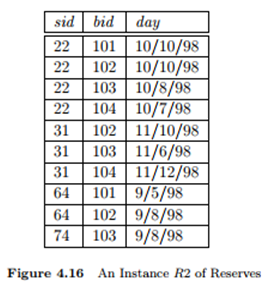 sid bid day
22 101 10/10/98
22 102 10/10/98
22 103 10/8/98
22 104 10/7/98
31 102 11/10/98
31 103 11/6/98
31 104 11/12/98
64 101 9/5/98
64 102 9/8/98
74 103 9/8/98
Figure 4.16 An Instance R2 of Reserves